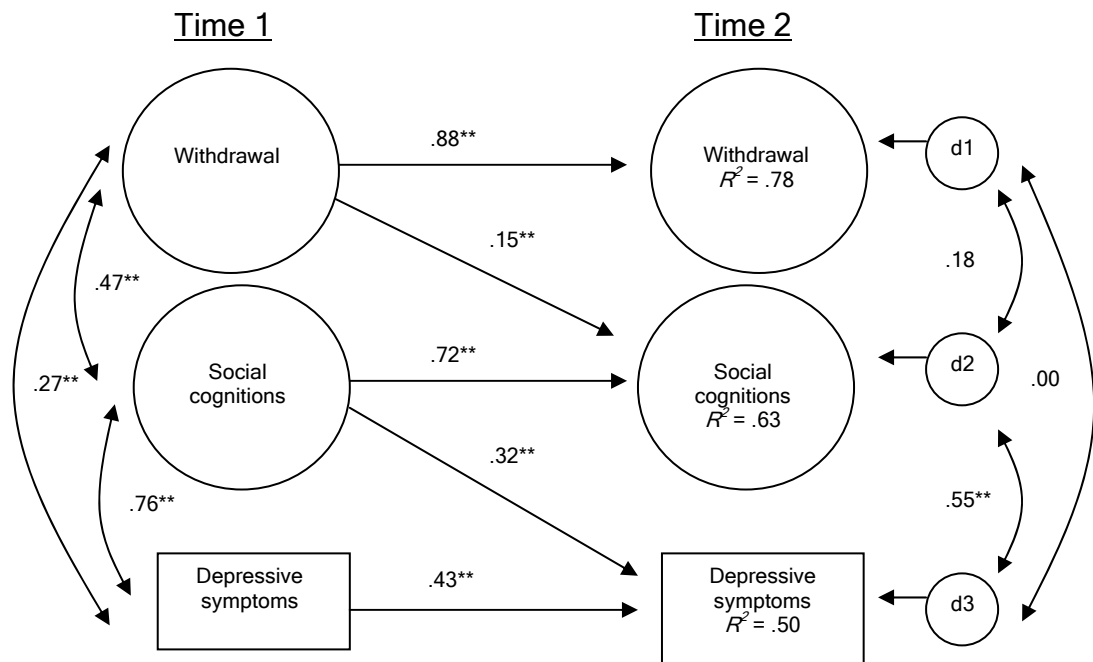 Time 1
Time 2
Withdrawal
.88**
Withdrawal
R² = .78
d1
.15**
.18
.47**
Social
cognitions
.72**
Social
cognitions
R² = .63
d2
.27**
.00
.32**
.76**
.55**
Depressive
symptoms
.43**
Depressive
symptoms
R² = .50
d3